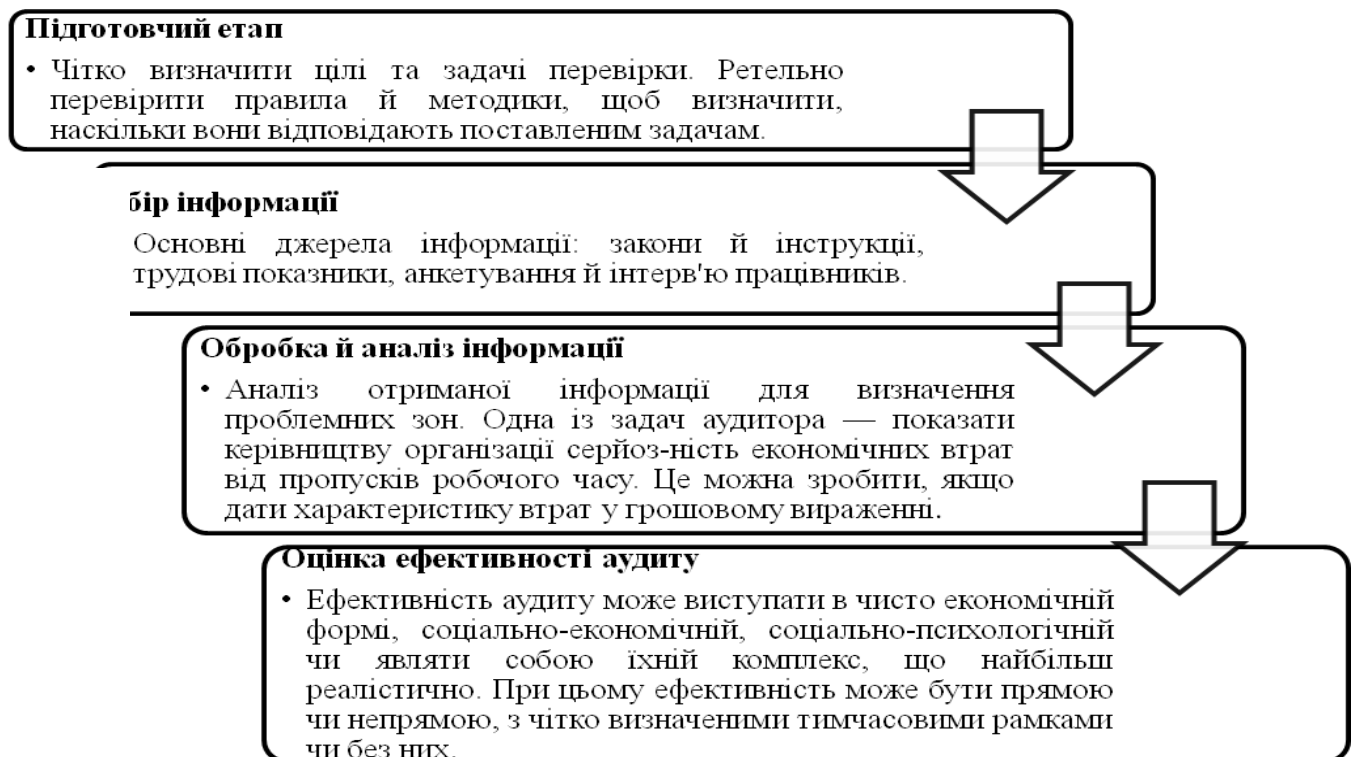 Підготовчий етап
• Чітко визначити цілі та задачі перевірки. Ретельно
перевірити правила й методики, щоб визначити,
наскільки вони відповідають поставленим задачам.
бір інформації
Основні джерела інформації: закони й інструкції,
трудові показники, анкетування й інтерв'ю працівників.
Обробка й аналіз інформації
• Аналіз отриманої інформації для визначення
проблемних зон. Одна із задач аудитора — показати
керівництву організації серйоз-ність економічних втрат
від пропусків робочого часу. Це можна зробити, якщо
дати характеристику втрат у грошовому вираженні.
Оцінка ефективності аудиту
• Ефективність аудиту може виступати в чисто економічній
формі, соціально-економічній, соціально-психологічній
чи являти собою їхній комплекс, що найбільш
реалістично. При цьому ефективність може бути прямою
чи непрямою, з чітко визначеними тимчасовими рамками
чи без них.